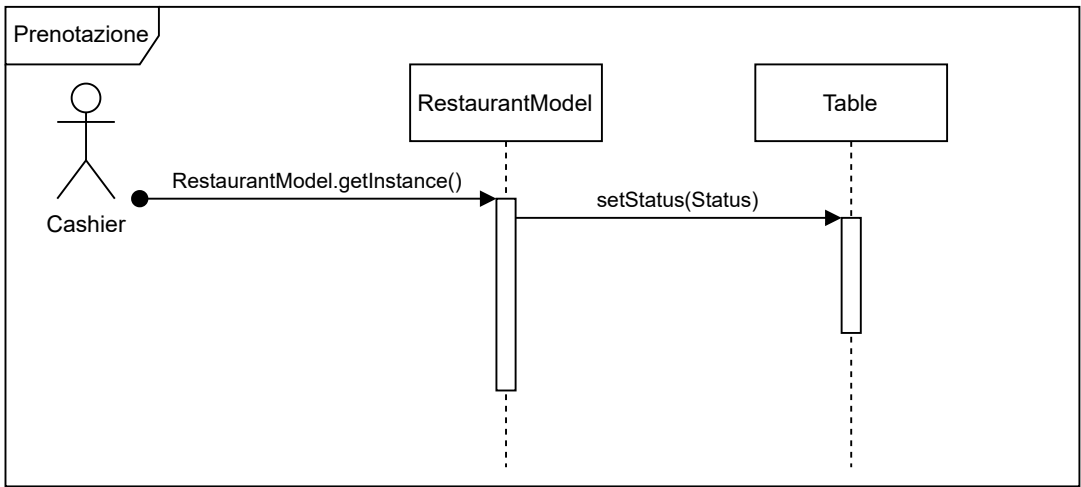 Prenotazione
RestaurantModel
Table
RestaurantModel.getInstance()
setStatus(Status)
Cashier